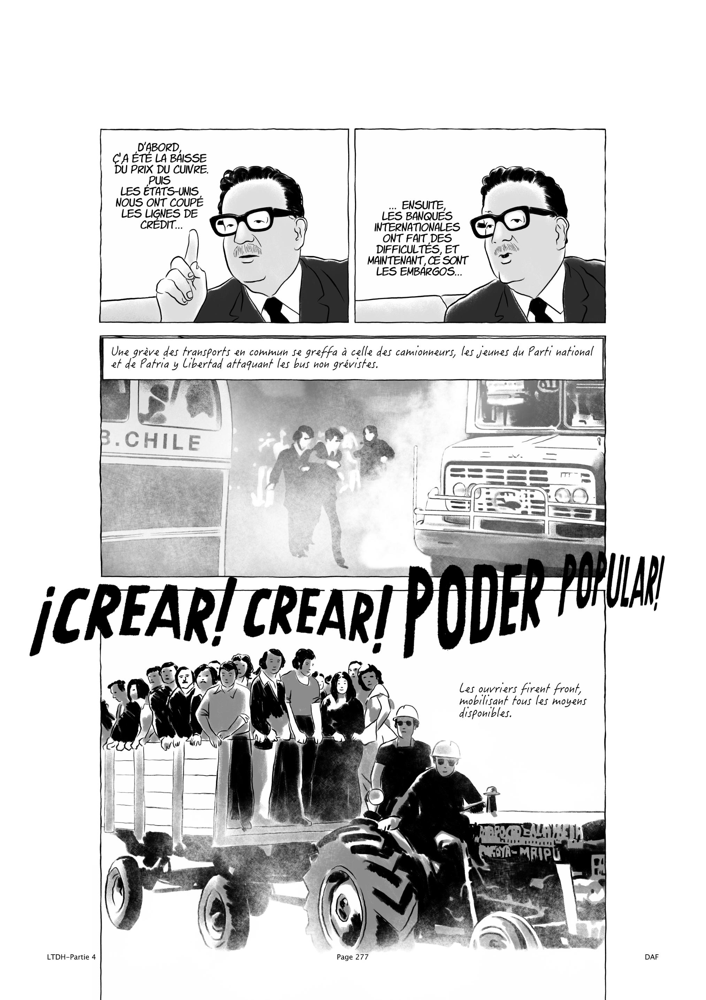 D'ABORD,
Ç'A ÉTÉ LA BAISSE
DU PRIX DU CUIVRE.
PUIS
LES ÉTATS-UNIS
NOUS ONT COUPÉ
LES LIGNES DE
CRÉDIT...
... ENSUITE,
LES BANQUES
INTERNATIONALES
ONT FAIT DES
DIFFICULTÉS, ET
MAINTENANT, CE SONT
LES EMBARGOS...
Une grève des transports en commun se greffa à celle des camionneurs, les jeunes du Parti national
et de Patria y Libertad attaquant les bus non grévistes.
B.CHILE
¡CREAR! CREAR! PODER POPULAR!
Les ouvriers firent front,
mobilisant tous les moyens
disponibles.
MAIPU
LTDH-Partie 4
Page 277
DAF